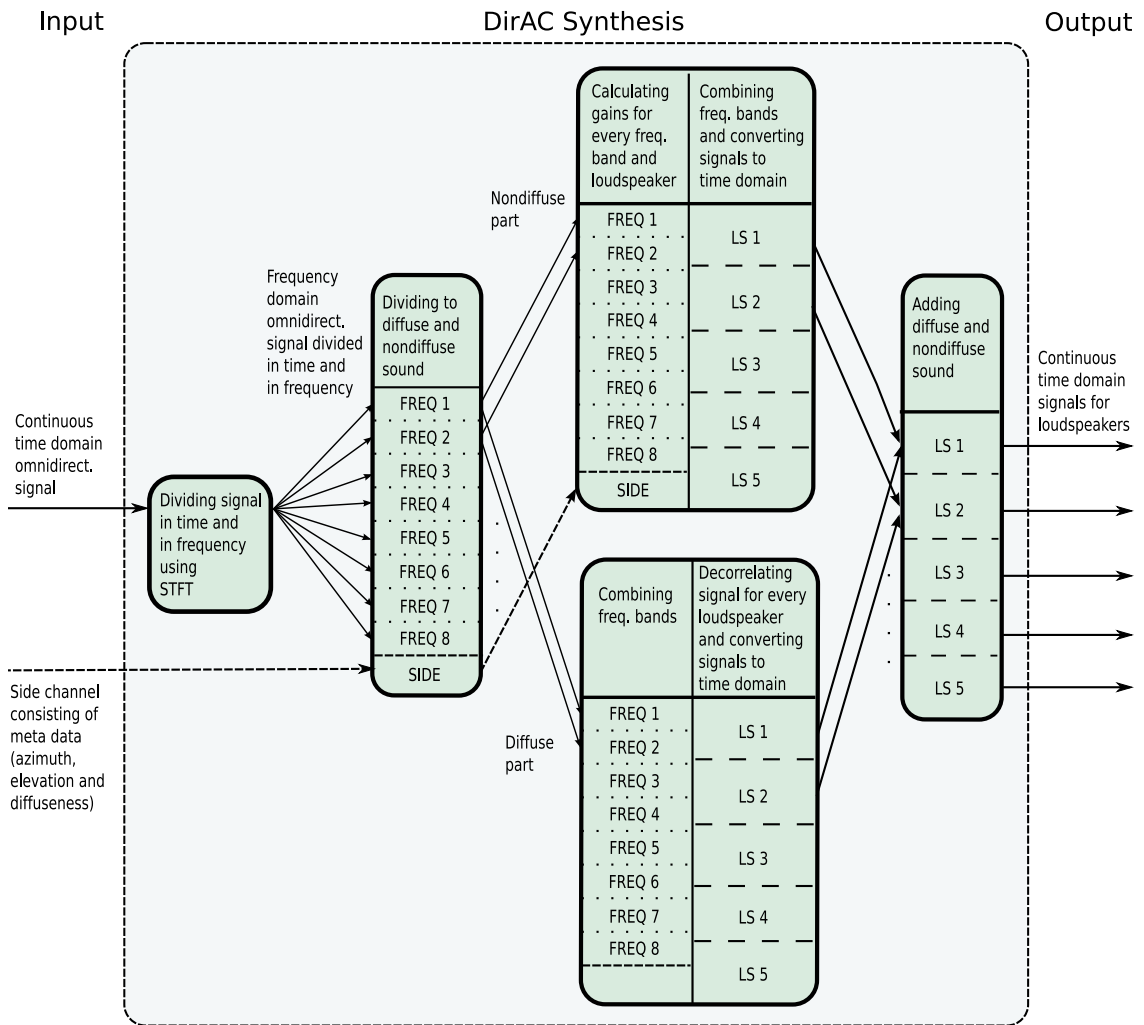 Input
DirAC Synthesis
Output
Continuous
time domain
omnidirect.
signal
Side channel
consisting of
meta data
(azimuth,
elevation and
diffuseness)
Dividing signal
in time and
in frequency
using
STFT
Frequency
domain
omnidirect.
signal divided
in time and
in frequency
Dividing to
diffuse and
nondiffuse
sound
FREQ 1
FREQ 2
FREQ 3
FREQ 4
FREQ 5
FREQ 6
FREQ 7
FREQ 8
SIDE
Nondiffuse
part
Calculating
gains for
every freq.
band and
loudspeaker
FREQ 1
FREQ 2
FREQ 3
FREQ 4
FREQ 5
FREQ 6
FREQ 7
FREQ 8
SIDE
Combining
freq. bands
and converting
signals to
time domain
LS 1
LS 2
LS 3
LS 4
LS 5
Diffuse
part
Combining
freq. bands
FREQ 1
FREQ 2
FREQ 3
FREQ 4
FREQ 5
FREQ 6
FREQ 7
FREQ 8
Decorrelating
signal for every
loudspeaker
and converting
signals to
time domain
LS 1
LS 2
LS 3
LS 4
LS 5
Adding
diffuse and
nondiffuse
sound
LS 1
LS 2
LS 3
LS 4
LS 5
Continuous
time domain
signals for
loudspeakers